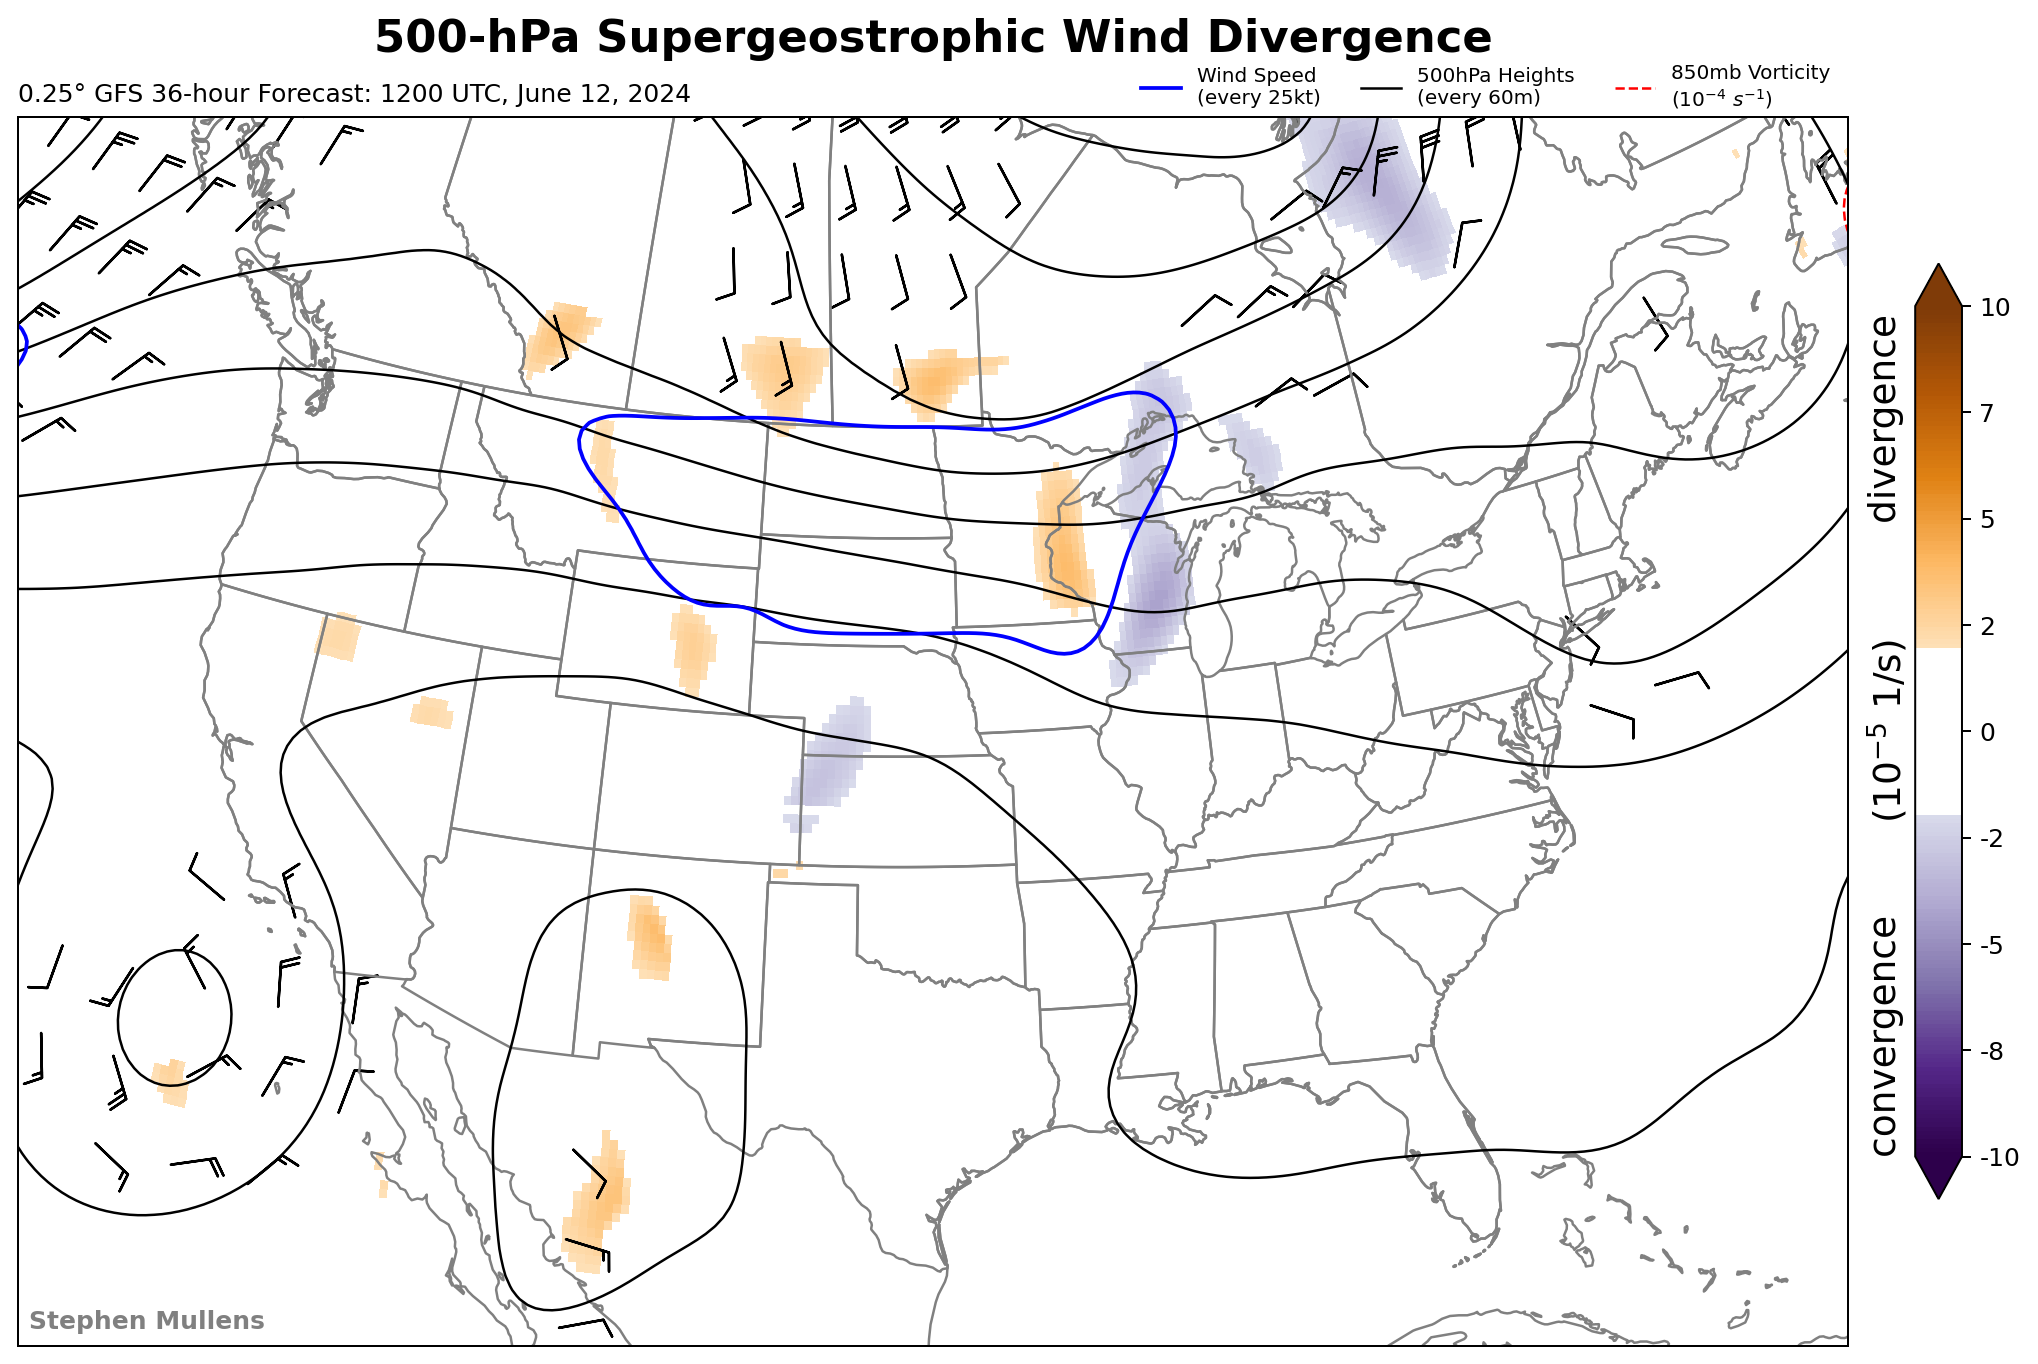 500-hPa Supergeostrophic Wind Divergence
0.25° GFS 36-hour Forecast: 1200 UTC, June 12, 2024
Wind Speed
(every 25kt)
500hPa Heights
(every 60m)
850mb Vorticity
(10⁻⁴ s⁻¹)
10
7
5
2
0
-2
-5
-8
-10
convergence (10⁻⁵ 1/s) divergence
Stephen Mullens